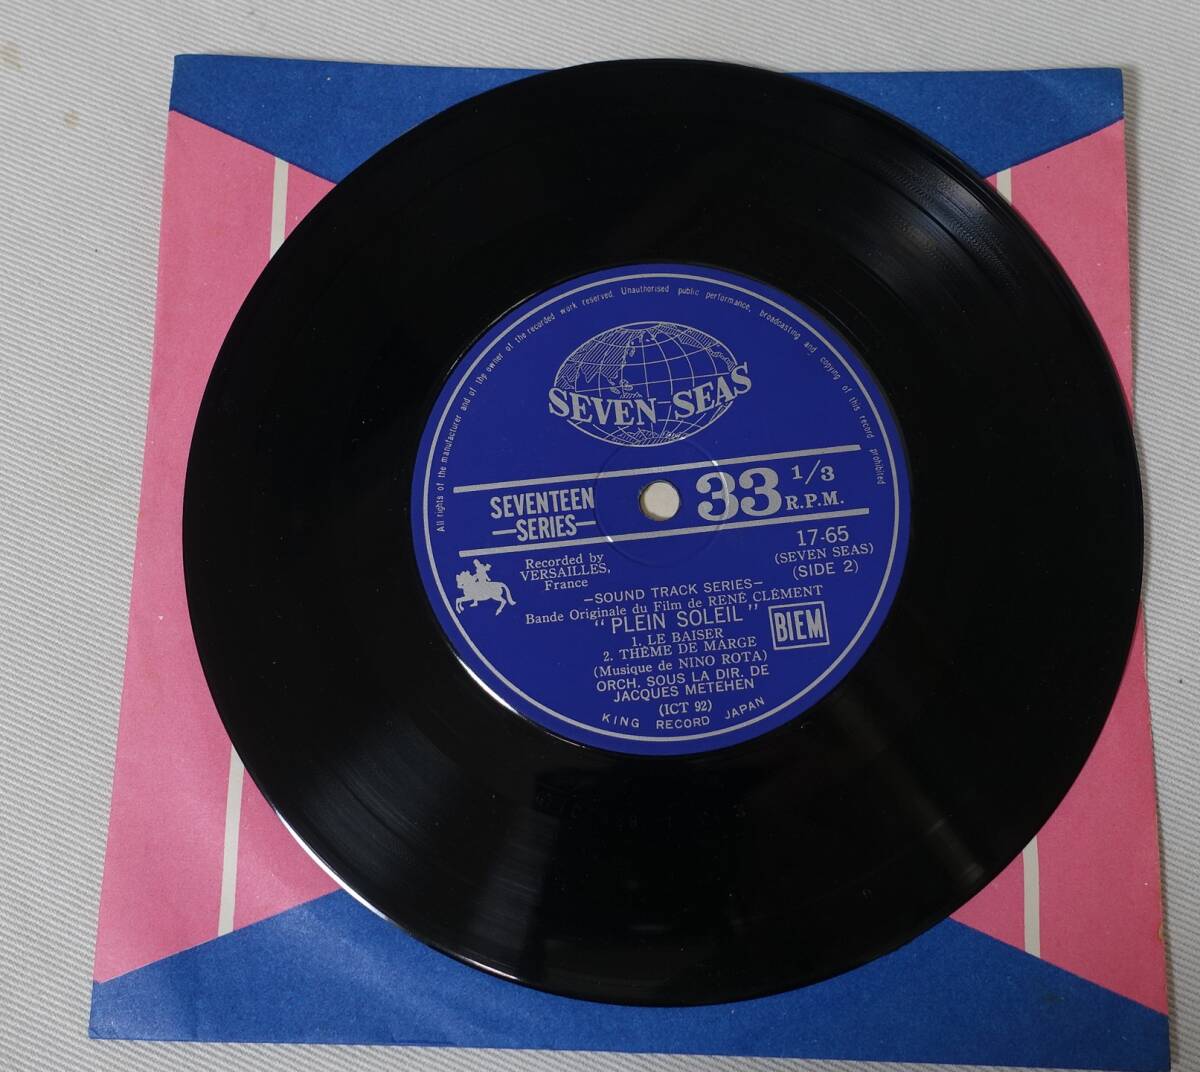 All rights of the manufacturer and of the owner of the recorded work reserved. Unauthorised public performance, broadcasting and copying of this record prohibited
SEVEN SEAS
SEVENTEEN
—SERIES—
33 1/3
R.P.M.
17-65
(SEVEN SEAS)
(SIDE 2)
Recorded by
VERSAILLES,
France
—SOUND TRACK SERIES—
Bande Originale du Film de RENÉ CLÉMENT
"PLEIN SOLEIL"
1. LE BAISER
2. THÈME DE MARGE
(Musique de NINO ROTA)
BIEM
ORCH. SOUS LA DIR. DE
JACQUES METEHEN
(ICT 92)
KING RECORD JAPAN